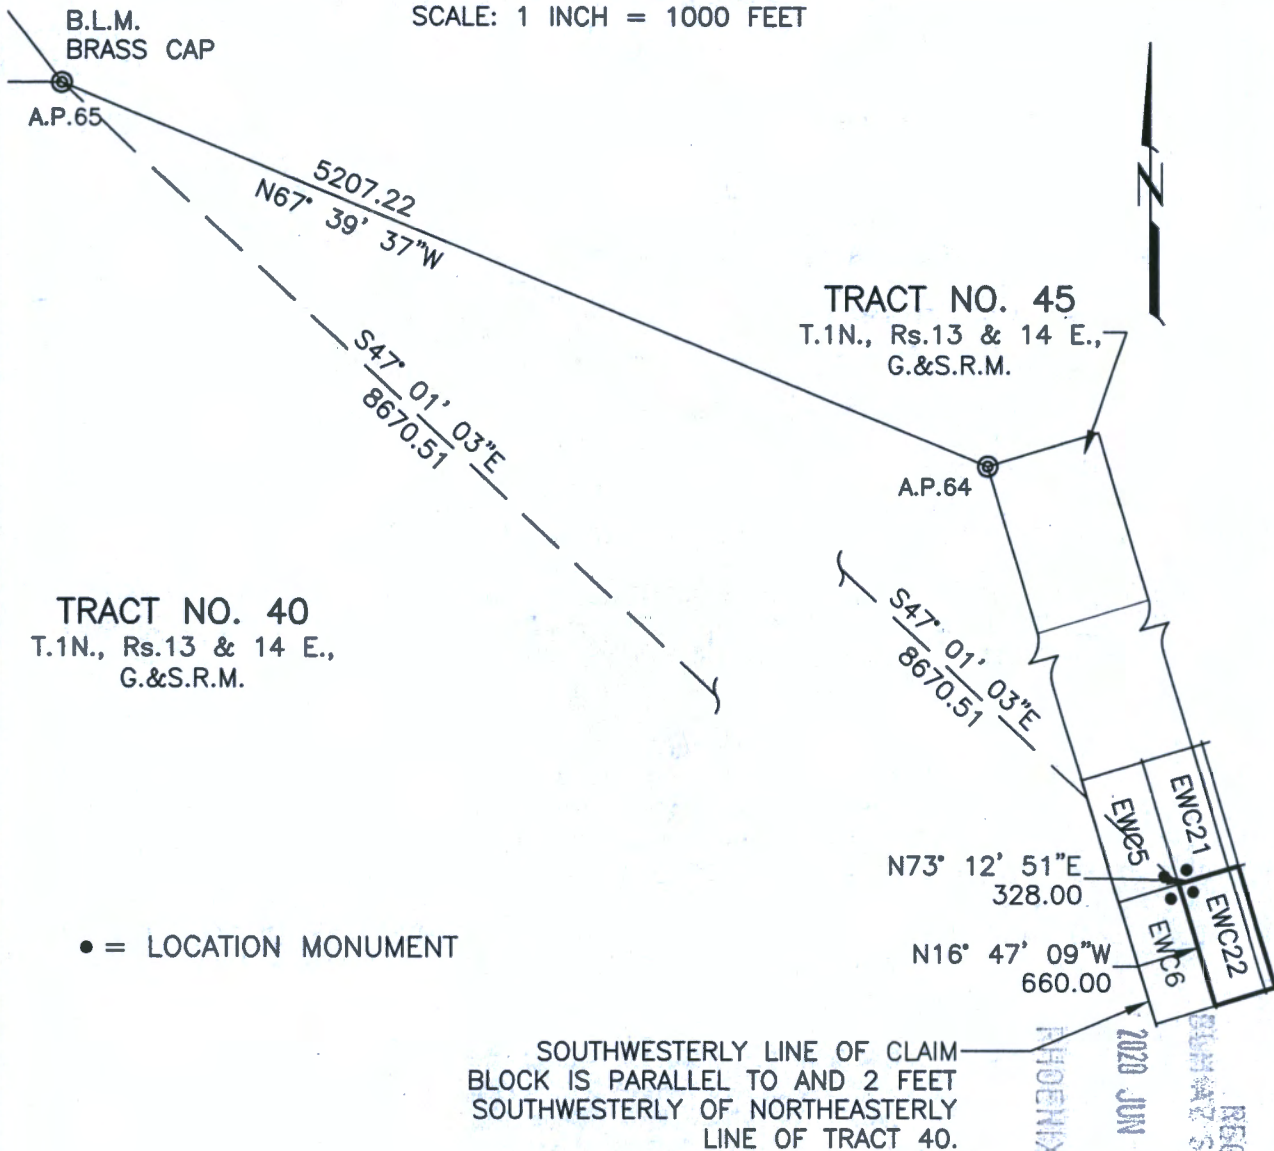 SCALE: 1 INCH = 1000 FEET
B.L.M.
BRASS CAP
A.P.65
5207.22
N67° 39' 37"W
N
TRACT NO. 45
T.1N., Rs.13 & 14 E.,
G.&S.R.M.
S47° 01' 03"E
8670.51
A.P.64
TRACT NO. 40
T.1N., Rs.13 & 14 E.,
G.&S.R.M.
S47° 01' 03"E
8670.51
EWC21
EWC5
N73° 12' 51"E
328.00
EWC22
EWC6
● = LOCATION MONUMENT
N16° 47' 09"W
660.00
SOUTHWESTERLY LINE OF CLAIM
BLOCK IS PARALLEL TO AND 2 FEET
SOUTHWESTERLY OF NORTHEASTERLY
LINE OF TRACT 40.
2020 JUN
PHOENIX